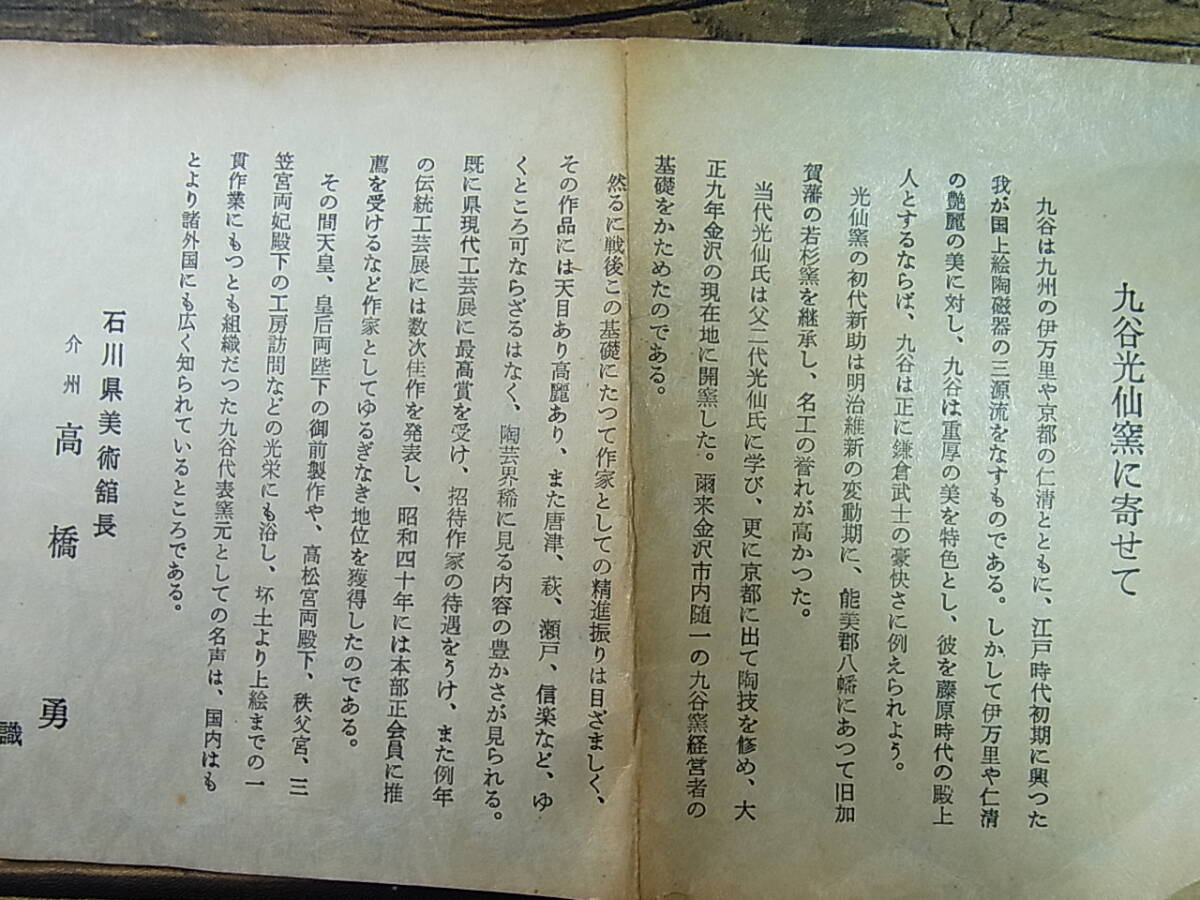 九谷光仙窯に寄せて
九谷は九州の伊万里や京都の仁清とともに、江戸時代初期に興つた
我が国上絵陶磁器の三源流をなすものである。しかして伊万里や仁清
の艶麗の美に対し、九谷は重厚の美を特色とし、彼を藤原時代の殿上
人とするならば、九谷は正に鎌倉武士の豪快さに例えられよう。
光仙窯の初代新助は明治維新の変動期に、能美郡八幡にあつて旧加
賀藩の若杉窯を継承し、名工の誉れが高かつた。
当代光仙氏は父二代光仙氏に学び、更に京都に出て陶技を修め、大
正九年金沢の現在地に開窯した。爾来金沢市内随一の九谷窯経営者の
基礎をかためたのである。
然るに戦後この基礎にたつて作家としての精進振りは目ざましく、
その作品には天目あり高麗あり、また唐津、萩、瀬戸、信楽など、ゆ
くところ可ならざるはなく、陶芸界稀に見る内容の豊かさが見られる。
既に県現代工芸展に最高賞を受け、招待作家の待遇をうけ、また例年
の伝統工芸展には数次佳作を発表し、昭和四十年には本部正会員に推
薦を受けるなど作家としてゆるぎなき地位を獲得したのである。
その間天皇、皇后両陛下の御前製作や、高松宮両殿下、秩父宮、三
笠宮両妃殿下の工房訪問などの光栄にも浴し、坏土より上絵までの一
貫作業にもつとも組織だつた九谷代表窯元としての名声は、国内はも
とより諸外国にも広く知られているところである。
石川県美術舘長
介州 高橋勇
識